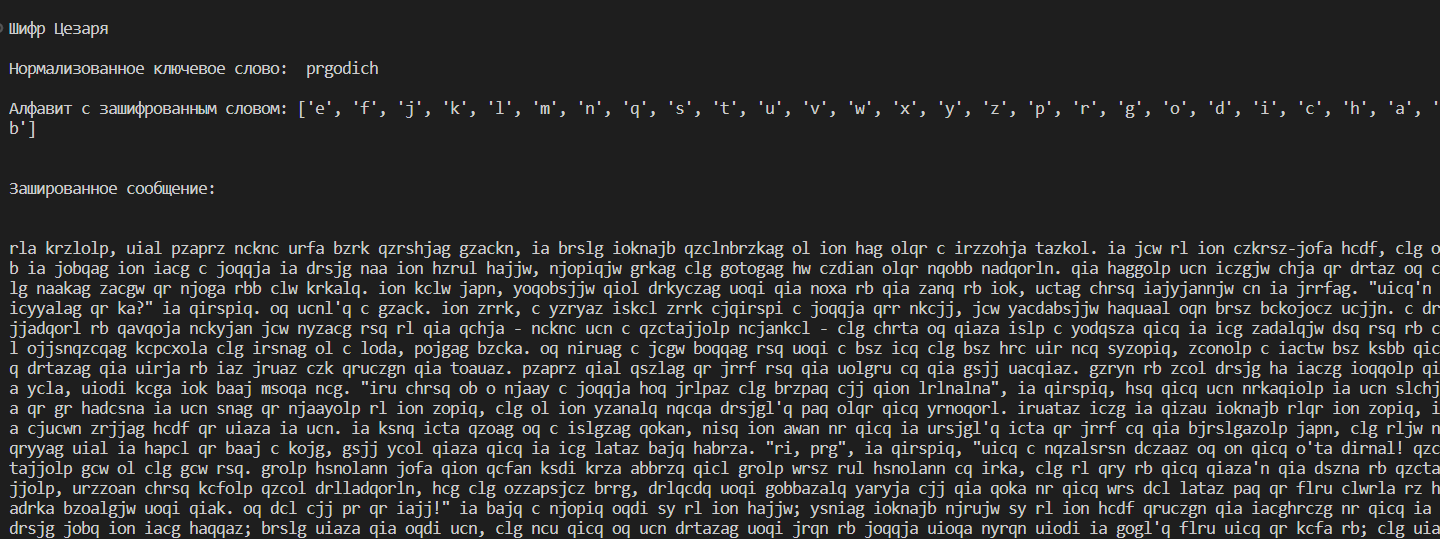 Шифр Цезаря
Нормализованное ключевое слово:  prgodich
Алфавит с зашифрованным словом: ['e', 'f', 'j', 'k', 'l', 'm', 'n', 'q', 's', 't', 'u', 'v', 'w', 'x', 'y', 'z', 'p', 'r', 'g', 'o', 'd', 'i', 'c', 'h', 'a', '
b']
Зашированное сообщение:
rla krzlolp, uial pzaprz ncknc urfa bzrk qzrshjag gzackn, ia brslg ioknajb qzclnbrzkag ol ion hag olqr c irzzohja tazkol. ia jcw rl ion czkrsz-jofa hcdf, clg o
b ia jobqag ion iacg c joqqja ia drsjg naa ion hzrul hajjw, njopiqjw grkag clg gotogag hw czdian olqr nqobb nadqorln. qia haggolp ucn iczgjw chja qr drtaz oq c
lg naakag zacgw qr njoga rbb clw krkalq. ion kclw japn, yoqobsjjw qiol drkyczag uoqi qia noxa rb qia zanq rb iok, uctag chrsq iajyjannjw cn ia jrrfag. "uicq'n 
icyyalag qr ka?" ia qirspiq. oq ucnl'q c gzack. ion zrrk, c yzryaz iskcl zrrk cjqirspi c joqqja qrr nkcjj, jcw yacdabsjjw haquaal oqn brsz bckojocz ucjjn. c dr
jjadqorl rb qavqoja nckyjan jcw nyzacg rsq rl qia qchja - ncknc ucn c qzctajjolp ncjankcl - clg chrta oq qiaza islp c yodqsza qicq ia icg zadalqjw dsq rsq rb c
l ojjsnqzcqag kcpcxola clg irsnag ol c loda, pojgag bzcka. oq niruag c jcgw boqqag rsq uoqi c bsz icq clg bsz hrc uir ncq syzopiq, zconolp c iactw bsz ksbb qic
q drtazag qia uirja rb iaz jruaz czk qruczgn qia toauaz. pzaprz qial qszlag qr jrrf rsq qia uolgru cq qia gsjj uacqiaz. gzryn rb zcol drsjg ha iaczg ioqqolp qi
a ycla, uiodi kcga iok baaj msoqa ncg. "iru chrsq ob o njaay c joqqja hoq jrlpaz clg brzpaq cjj qion lrlnalna", ia qirspiq, hsq qicq ucn nrkaqiolp ia ucn slchj
a qr gr hadcsna ia ucn snag qr njaayolp rl ion zopiq, clg ol ion yzanalq nqcqa drsjgl'q paq olqr qicq yrnoqorl. iruataz iczg ia qizau ioknajb rlqr ion zopiq, i
a cjucwn zrjjag hcdf qr uiaza ia ucn. ia ksnq icta qzoag oq c islgzag qokan, nisq ion awan nr qicq ia ursjgl'q icta qr jrrf cq qia bjrslgazolp japn, clg rljw n
qryyag uial ia hapcl qr baaj c kojg, gsjj ycol qiaza qicq ia icg lataz bajq habrza. "ri, prg", ia qirspiq, "uicq c nqzalsrsn dczaaz oq on qicq o'ta dirnal! qzc
tajjolp gcw ol clg gcw rsq. grolp hsnolann jofa qion qcfan ksdi krza abbrzq qicl grolp wrsz rul hsnolann cq irka, clg rl qry rb qicq qiaza'n qia dszna rb qzcta
jjolp, urzzoan chrsq kcfolp qzcol drlladqorln, hcg clg ozzapsjcz brrg, drlqcdq uoqi gobbazalq yaryja cjj qia qoka nr qicq wrs dcl lataz paq qr flru clwrla rz h
adrka bzoalgjw uoqi qiak. oq dcl cjj pr qr iajj!" ia bajq c njopiq oqdi sy rl ion hajjw; ysniag ioknajb njrujw sy rl ion hcdf qruczgn qia iacghrczg nr qicq ia 
drsjg jobq ion iacg haqqaz; brslg uiaza qia oqdi ucn, clg ncu qicq oq ucn drtazag uoqi jrqn rb joqqja uioqa nyrqn uiodi ia gogl'q flru uicq qr kcfa rb; clg uia